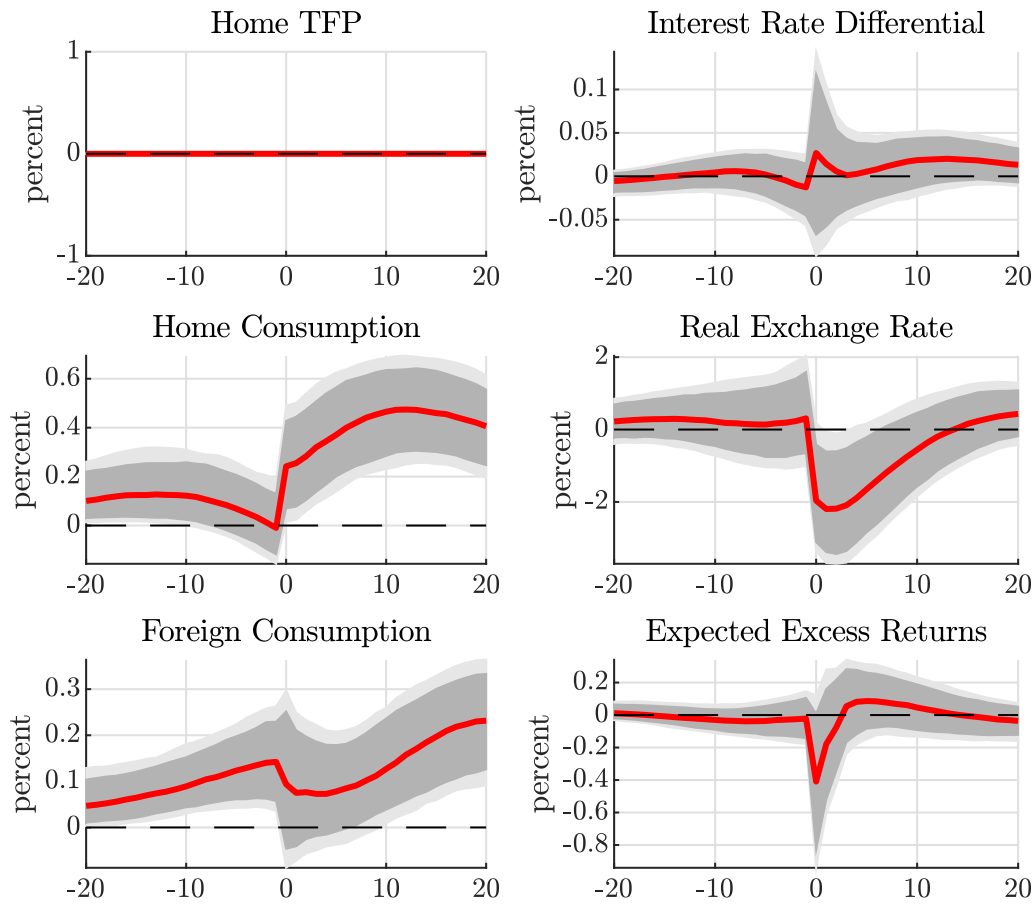 Home TFP
percent
1
0
-1
-20 -10 0 10 20
Interest Rate Differential
percent
0.1
0.05
0
-0.05
-20 -10 0 10 20
Home Consumption
percent
0.6
0.4
0.2
0
-20 -10 0 10 20
Real Exchange Rate
percent
2
0
-2
-20 -10 0 10 20
Foreign Consumption
percent
0.3
0.2
0.1
0
-20 -10 0 10 20
Expected Excess Returns
percent
0.2
0
-0.2
-0.4
-0.6
-0.8
-20 -10 0 10 20